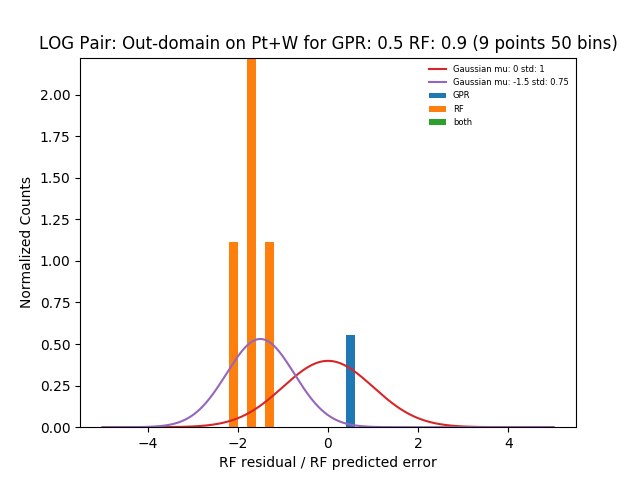 LOG Pair: Out-domain on Pt+W for GPR: 0.5 RF: 0.9 (9 points 50 bins)
Gaussian mu: 0 std: 1
Gaussian mu: -1.5 std: 0.75
GPR
RF
both
Normalized Counts
2.00
1.75
1.50
1.25
1.00
0.75
0.50
0.25
0.00
−4 −2 0 2 4
RF residual / RF predicted error